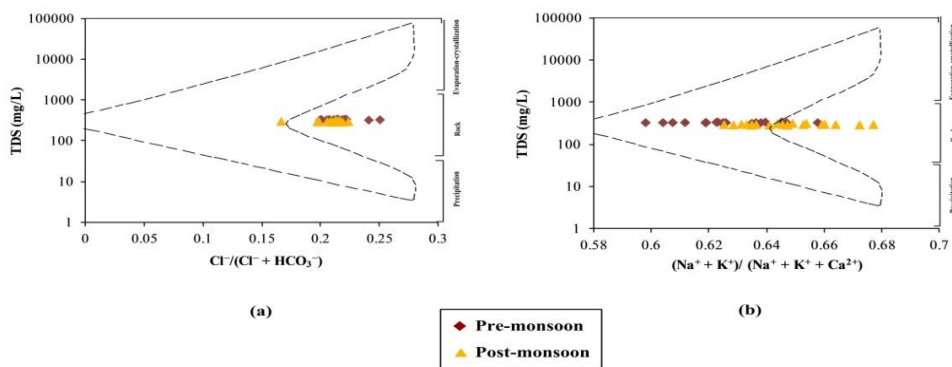 100000
10000
1000
100
10
1
TDS (mg/L)
0
0.05
0.1
0.15
0.2
0.25
0.3
Cl⁻/(Cl⁻ + HCO₃⁻)
Evaporation-crystallization
Rock
Precipitation
(a)
100000
10000
1000
100
10
1
TDS (mg/L)
0.58
0.6
0.62
0.64
0.66
0.68
0.7
(Na⁺ + K⁺)/ (Na⁺ + K⁺ + Ca²⁺)
(b)
Pre-monsoon
Post-monsoon